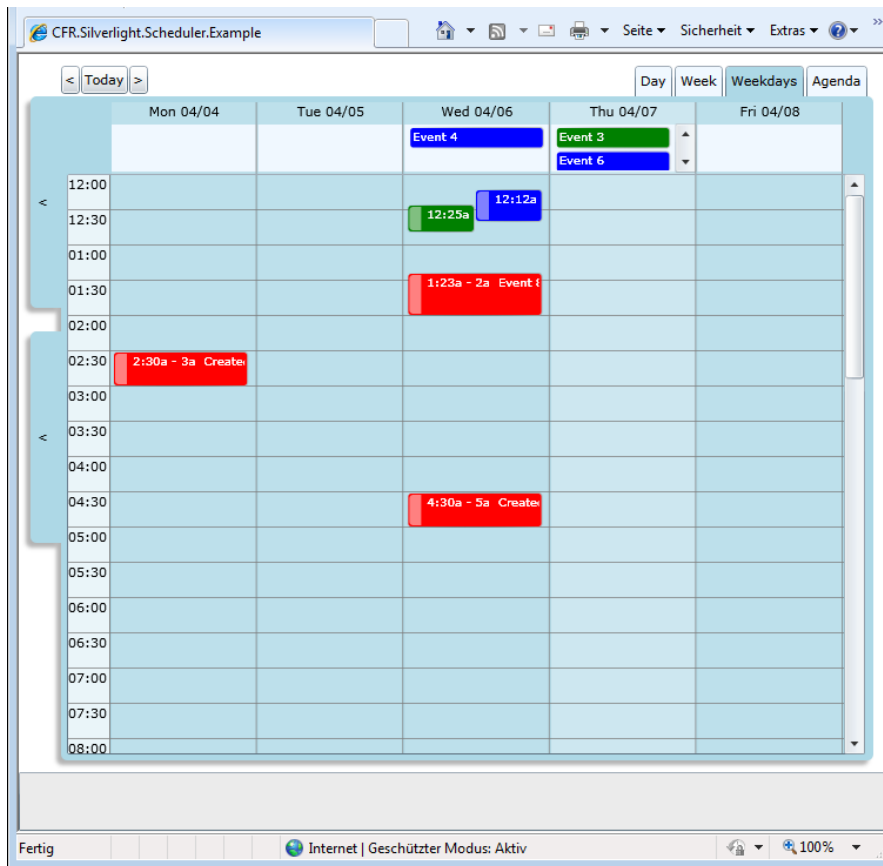 CFR.Silverlight.Scheduler.Example
Seite Sicherheit Extras
< Today >
Day Week Weekdays Agenda
Mon 04/04 Tue 04/05 Wed 04/06 Thu 04/07 Fri 04/08
Event 4 Event 3
Event 6
12:00
12:12a
<
12:25a
12:30
01:00
1:23a - 2a Event
01:30
02:00
02:30 2:30a - 3a Create
03:00
03:30
<
04:00
04:30 4:30a - 5a Create
05:00
05:30
06:00
06:30
07:00
07:30
08:00
Fertig Internet | Geschützter Modus: Aktiv 100%